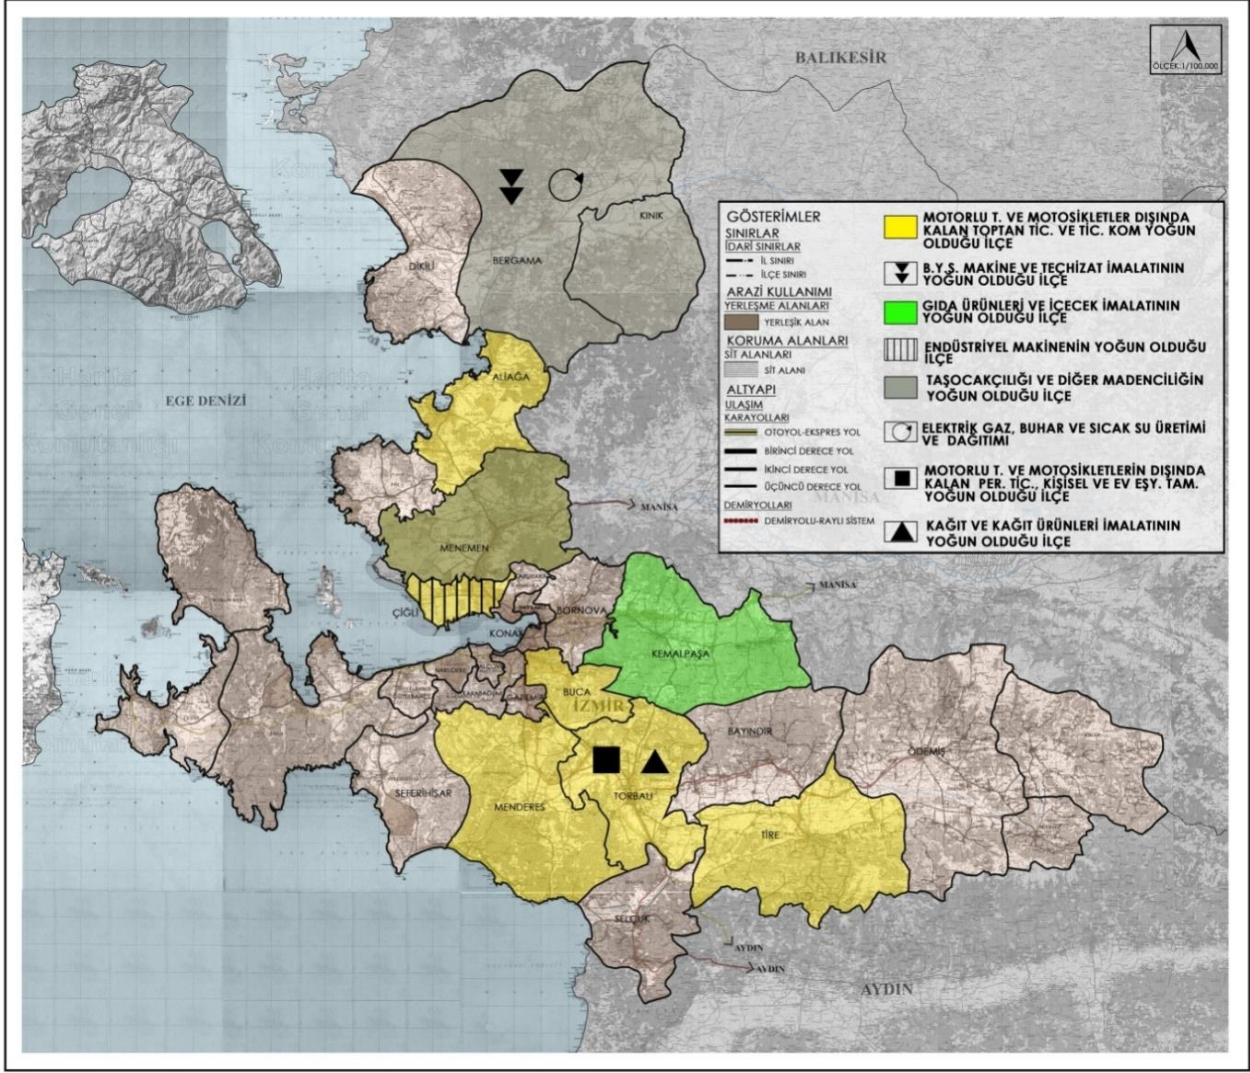 BALIKESİR
ÖLÇEK:1/100.000
KINIK
BERGAMA
DİKİLİ
ALİAĞA
EGE DENİZİ
MANİSA
MENEMEN
MANİSA
ÇİĞLİ
BORNOVA
KONAK
KEMALPAŞA
BUCA
İZMİR
BAYINDIR
ÖDEMİŞ
SEFERİHİSAR
MENDERES
TORBALI
TİRE
SELÇUK
AYDIN
AYDIN
AYDIN
GÖSTERİMLER
SINIRLAR
İDARİ SINIRLAR
İL SINIRI
İLÇE SINIRI
ARAZİ KULLANIMI
YERLEŞME ALANLARI
YERLEŞİK ALAN
KORUMA ALANLARI
SİT ALANLARI
SİT ALANI
ALTYAPI
ULAŞIM
KARAYOLLARI
OTOYOL-EKSPRES YOL
BİRİNCİ DERECE YOL
İKİNCİ DERECE YOL
ÜÇÜNCÜ DERECE YOL
DEMİRYOLLARI
DEMİRYOLU-RAYLI SİSTEM
MOTORLU T. VE MOTOSİKLETLER DIŞINDA
KALAN TOPTAN TİC. VE TİC. KOM YOĞUN
OLDUĞU İLÇE
B.Y.S. MAKİNE VE TEÇHİZAT İMALATININ
YOĞUN OLDUĞU İLÇE
GIDA ÜRÜNLERİ VE İÇECEK İMALATININ
YOĞUN OLDUĞU İLÇE
ENDÜSTRİYEL MAKİNENİN YOĞUN OLDUĞU
İLÇE
TAŞOCAKÇILIĞI VE DİĞER MADENCİLİĞİN
YOĞUN OLDUĞU İLÇE
ELEKTRİK GAZ, BUHAR VE SICAK SU ÜRETİMİ
VE DAĞITIMI
MOTORLU T. VE MOTOSİKLETLERİN DIŞINDA
KALAN PER. TİC., KİŞİSEL VE EV EŞY. TAM.
YOĞUN OLDUĞU İLÇE
KAĞIT VE KAĞIT ÜRÜNLERİ İMALATININ
YOĞUN OLDUĞU İLÇE
MANİSA